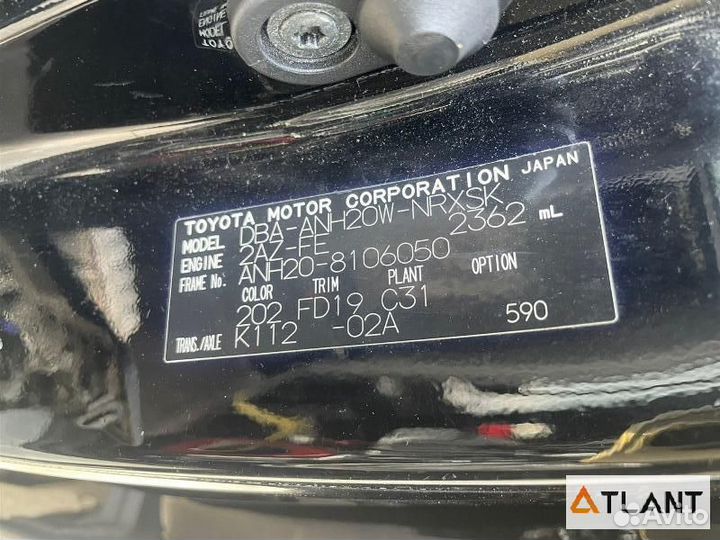 TOYOTA MOTOR CORPORATION JAPAN
MODEL DBA-ANH20W-NRXSK
ENGINE 2AZ-FE 2362 mL
FRAME No. ANH20-8106050
COLOR TRIM PLANT OPTION
202 FD19 C31
TRANS./AXLE K112 -02A 590
ATLANT
Avito